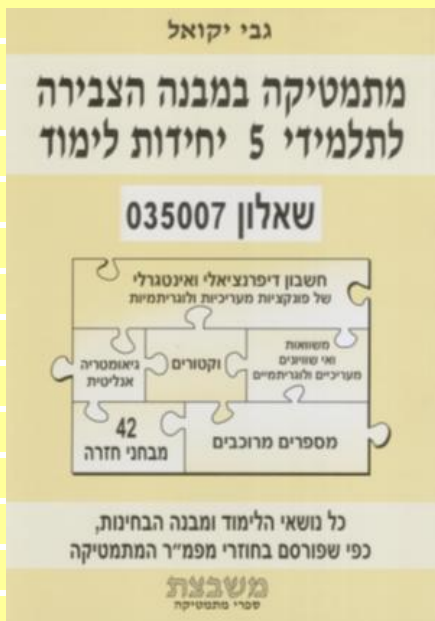 גבי יקואל
מתמטיקה במבנה הצבירה
לתלמידי 5 יחידות לימוד
שאלון 035007
חשבון דיפרנציאלי ואינטגרלי
של פונקציות מעריכיות ולוגריתמיות
משוואות
ואי שוויונים
מעריכיים ולוגריתמיים
וקטורים
גיאומטריה
אנליטית
מספרים מרוכבים
42
מבחני חזרה
כל נושאי הלימוד ומבנה הבחינות,
כפי שפורסם בחוזרי מפמ״ר המתמטיקה
משבצת
ספרי מתמטיקה